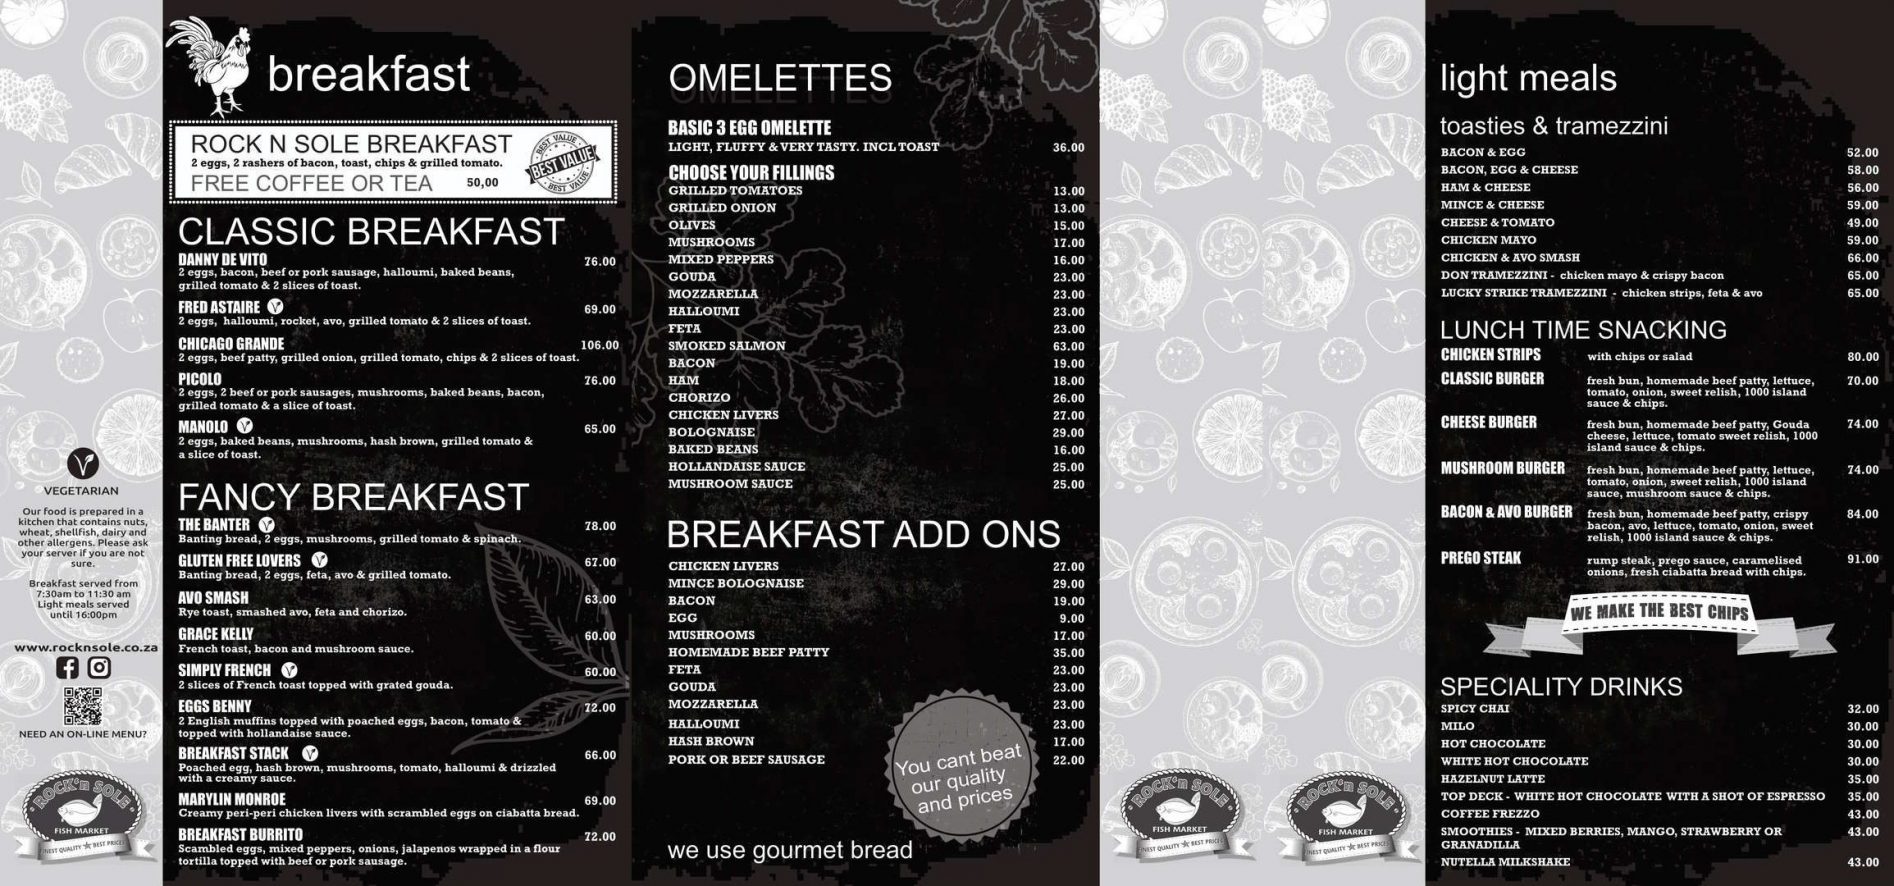 VEGETARIAN
Our food is prepared in a
kitchen that contains nuts,
wheat, shellfish, dairy and
other allergens. Please ask
your server if you are not
sure.
Breakfast served from
7:30am to 11:30 am
Light meals served
until 16:00pm
www.rocknsole.co.za
NEED AN ON-LINE MENU?
ROCK'n SOLE
FISH MARKET
FINEST QUALITY BEST PRICES
breakfast
ROCK N SOLE BREAKFAST
2 eggs, 2 rashers of bacon, toast, chips & grilled tomato.
FREE COFFEE OR TEA 50,00
BEST VALUE
BEST VALUE
BEST VALUE
CLASSIC BREAKFAST
DANNY DE VITO 76.00
2 eggs, bacon, beef or pork sausage, halloumi, baked beans,
grilled tomato & 2 slices of toast.
FRED ASTAIRE V 69.00
2 eggs, halloumi, rocket, avo, grilled tomato & 2 slices of toast.
CHICAGO GRANDE 106.00
2 eggs, beef patty, grilled onion, grilled tomato, chips & 2 slices of toast.
PICOLO 76.00
2 eggs, 2 beef or pork sausages, mushrooms, baked beans, bacon,
grilled tomato & a slice of toast.
MANOLO V 65.00
2 eggs, baked beans, mushrooms, hash brown, grilled tomato &
a slice of toast.
FANCY BREAKFAST
THE BANTER V 78.00
Banting bread, 2 eggs, mushrooms, grilled tomato & spinach.
GLUTEN FREE LOVERS V 67.00
Banting bread, 2 eggs, feta, avo & grilled tomato.
AVO SMASH 63.00
Rye toast, smashed avo, feta and chorizo.
GRACE KELLY 60.00
French toast, bacon and mushroom sauce.
SIMPLY FRENCH V 60.00
2 slices of French toast topped with grated gouda.
EGGS BENNY 72.00
2 English muffins topped with poached eggs, bacon, tomato &
topped with hollandaise sauce.
BREAKFAST STACK V 66.00
Poached egg, hash brown, mushrooms, tomato, halloumi & drizzled
with a creamy sauce.
MARYLIN MONROE 69.00
Creamy peri-peri chicken livers with scrambled eggs on ciabatta bread.
BREAKFAST BURRITO 72.00
Scambled eggs, mixed peppers, onions, jalapenos wrapped in a flour
tortilla topped with beef or pork sausage.
OMELETTES
BASIC 3 EGG OMELETTE
LIGHT, FLUFFY & VERY TASTY. INCL TOAST 36.00
CHOOSE YOUR FILLINGS
GRILLED TOMATOES 13.00
GRILLED ONION 13.00
OLIVES 15.00
MUSHROOMS 17.00
MIXED PEPPERS 16.00
GOUDA 23.00
MOZZARELLA 23.00
HALLOUMI 23.00
FETA 23.00
SMOKED SALMON 63.00
BACON 19.00
HAM 18.00
CHORIZO 26.00
CHICKEN LIVERS 27.00
BOLOGNAISE 29.00
BAKED BEANS 16.00
HOLLANDAISE SAUCE 25.00
MUSHROOM SAUCE 25.00
BREAKFAST ADD ONS
CHICKEN LIVERS 27.00
MINCE BOLOGNAISE 29.00
BACON 19.00
EGG 9.00
MUSHROOMS 17.00
HOMEMADE BEEF PATTY 35.00
FETA 23.00
GOUDA 23.00
MOZZARELLA 23.00
HALLOUMI 23.00
HASH BROWN 17.00
PORK OR BEEF SAUSAGE 22.00
You cant beat
our quality
and prices
we use gourmet bread
ROCK'n SOLE
FISH MARKET
FINEST QUALITY BEST PRICES
ROCK'n SOLE
FISH MARKET
FINEST QUALITY BEST PRICES
light meals
toasties & tramezzini
BACON & EGG 52.00
BACON, EGG & CHEESE 58.00
HAM & CHEESE 56.00
MINCE & CHEESE 59.00
CHEESE & TOMATO 49.00
CHICKEN MAYO 59.00
CHICKEN & AVO SMASH 66.00
DON TRAMEZZINI - chicken mayo & crispy bacon 65.00
LUCKY STRIKE TRAMEZZINI - chicken strips, feta & avo 65.00
LUNCH TIME SNACKING
CHICKEN STRIPS with chips or salad 80.00
CLASSIC BURGER fresh bun, homemade beef patty, lettuce, 70.00
tomato, onion, sweet relish, 1000 island
sauce & chips.
CHEESE BURGER fresh bun, homemade beef patty, Gouda 74.00
cheese, lettuce, tomato sweet relish, 1000
island sauce & chips.
MUSHROOM BURGER fresh bun, homemade beef patty, lettuce, 74.00
tomato, onion, sweet relish, 1000 island
sauce, mushroom sauce & chips.
BACON & AVO BURGER fresh bun, homemade beef patty, crispy 84.00
bacon, avo, lettuce, tomato, onion, sweet
relish, 1000 island sauce & chips.
PREGO STEAK rump steak, prego sauce, caramelised 91.00
onions, fresh ciabatta bread with chips.
WE MAKE THE BEST CHIPS
SPECIALITY DRINKS
SPICY CHAI 32.00
MILO 30.00
HOT CHOCOLATE 30.00
WHITE HOT CHOCOLATE 30.00
HAZELNUT LATTE 35.00
TOP DECK - WHITE HOT CHOCOLATE WITH A SHOT OF ESPRESSO 35.00
COFFEE FREZZO 43.00
SMOOTHIES - MIXED BERRIES, MANGO, STRAWBERRY OR 43.00
GRANADILLA
NUTELLA MILKSHAKE 43.00